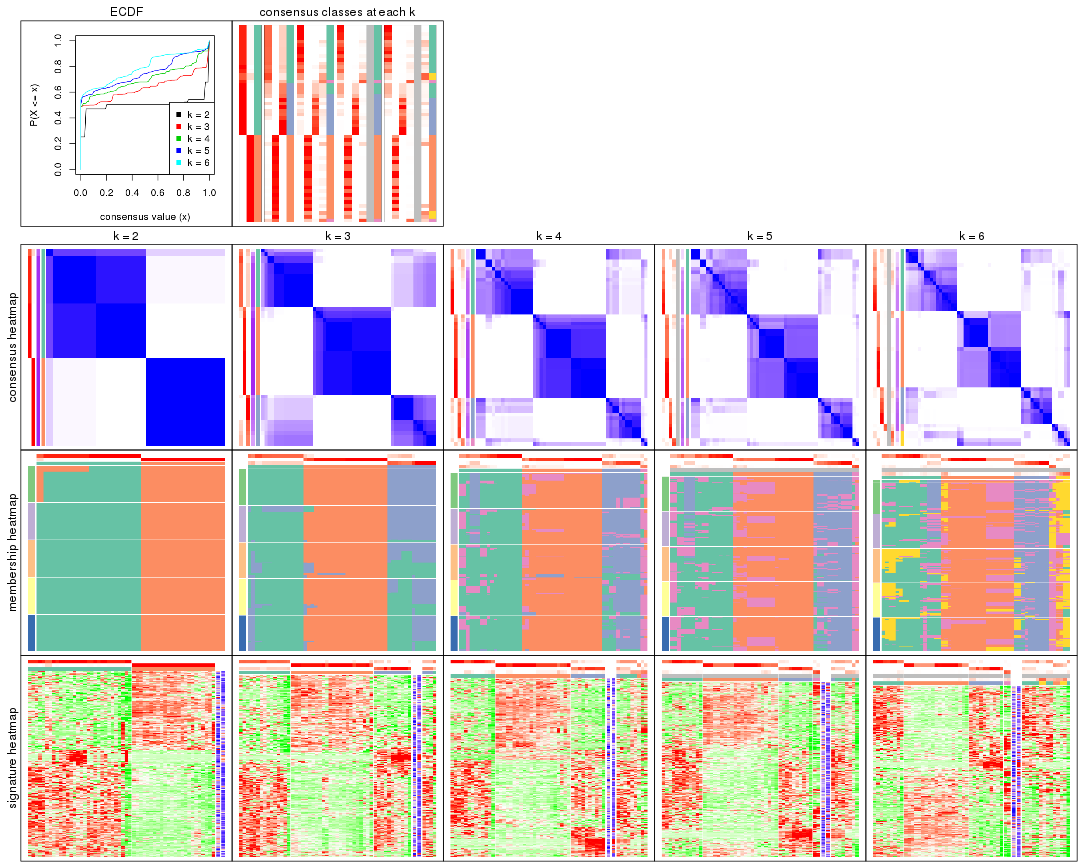 ECDF
consensus classes at each k
P(X <= x)
0.0 0.2 0.4 0.6 0.8 1.0
k = 2
k = 3
k = 4
k = 5
k = 6
0.0 0.2 0.4 0.6 0.8 1.0
consensus value (x)
k = 2
k = 3
k = 4
k = 5
k = 6
consensus heatmap
membership heatmap
signature heatmap